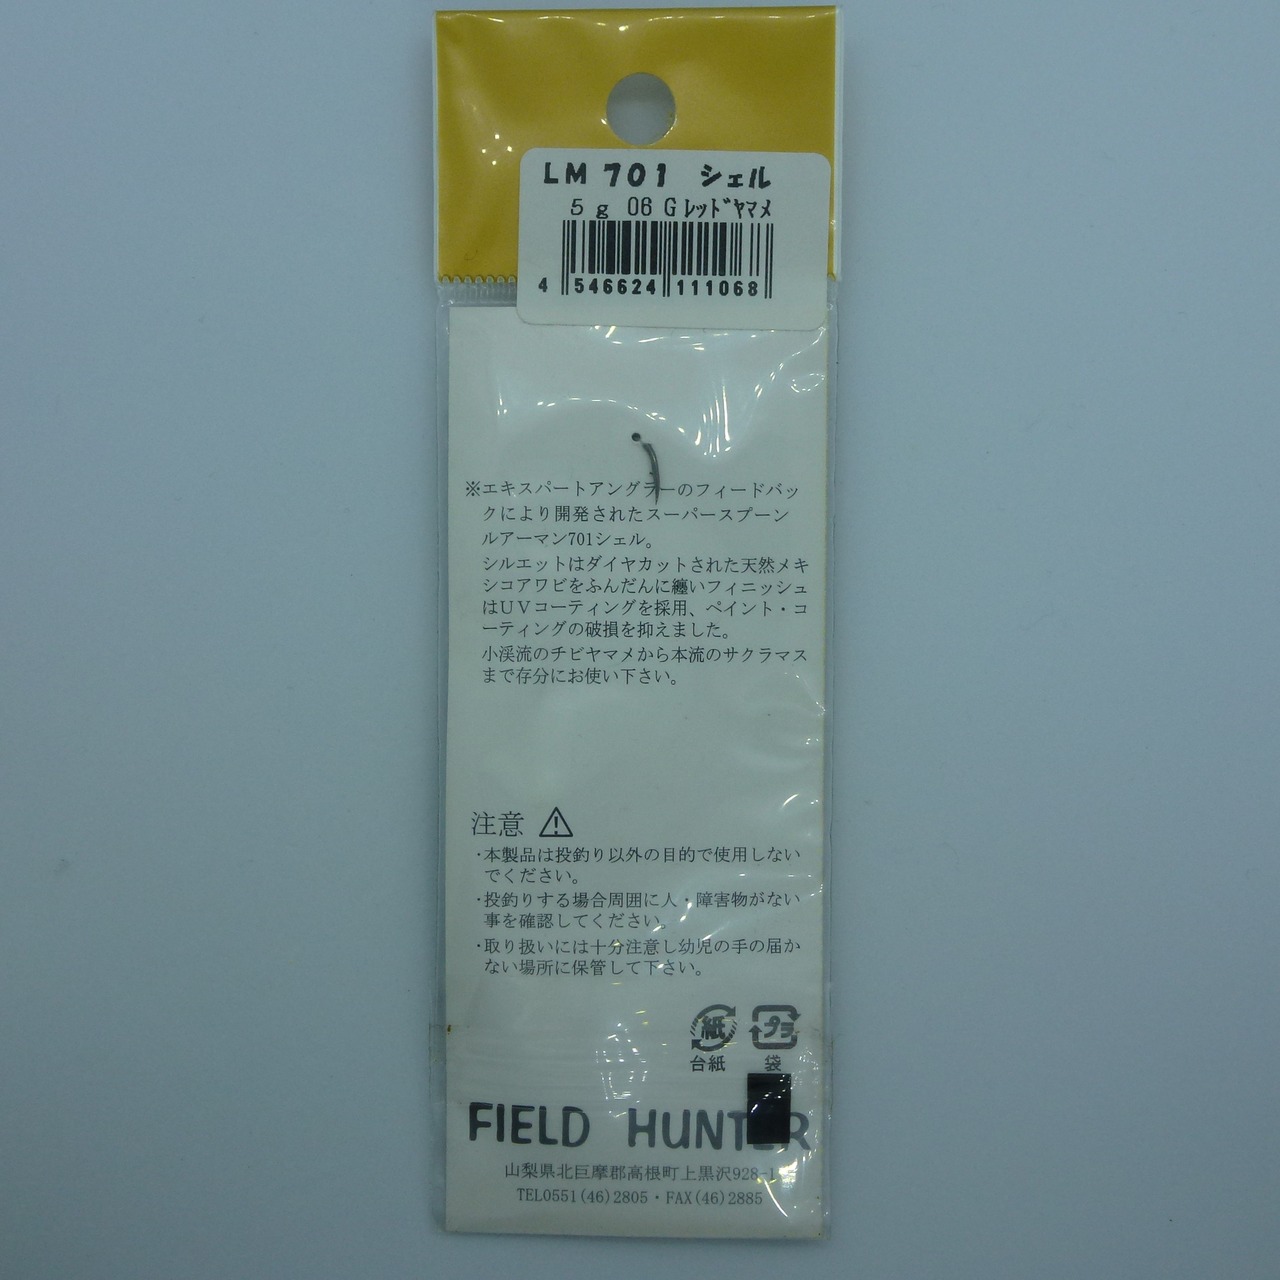 LM 701 シェル
5g 06 Gレッドヤマメ
4 546624 111068
※エキスパートアングラーのフィードバッ
クにより開発されたスーパースプーン
ルアーマン701シェル。
シルエットはダイヤカットされた天然メキ
シコアワビをふんだんに纏いフィニッシュ
はUVコーティングを採用、ペイント・コ
ーティングの破損を抑えました。
小渓流のチビヤマメから本流のサクラマス
まで存分にお使い下さい。
注意
・本製品は投釣り以外の目的で使用しない
でください。
・投釣りする場合周囲に人・障害物がない
事を確認してください。
・取り扱いには十分注意し幼児の手の届か
ない場所に保管して下さい。
紙 プラ
台紙 袋
FIELD HUNTER
山梨県北巨摩郡高根町上黒沢928-1
TEL0551(46)2805・FAX(46)2885